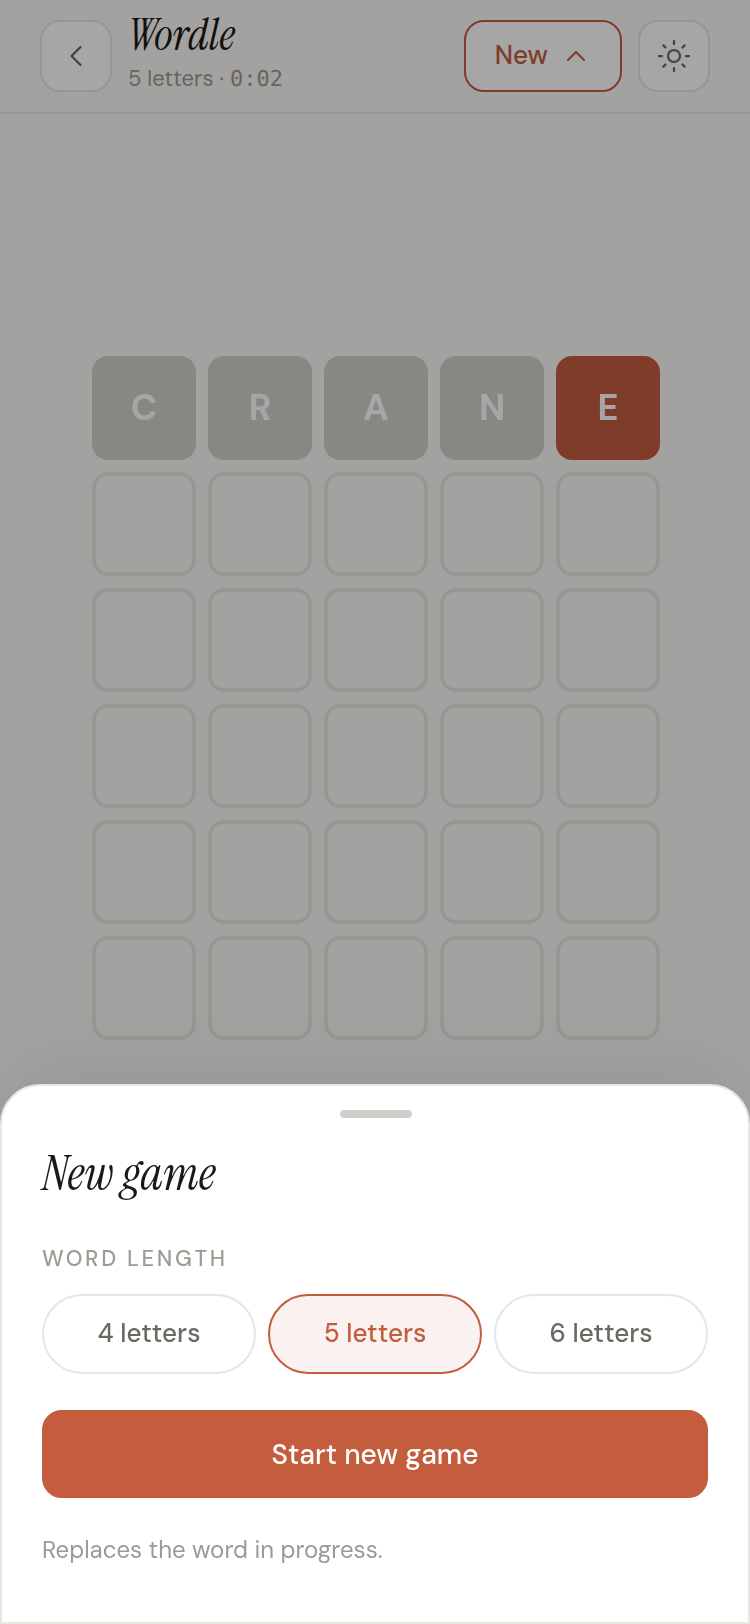 Wordle
5 letters · 0:02
New
C R A N E
New game
WORD LENGTH
4 letters 5 letters 6 letters
Start new game
Replaces the word in progress.